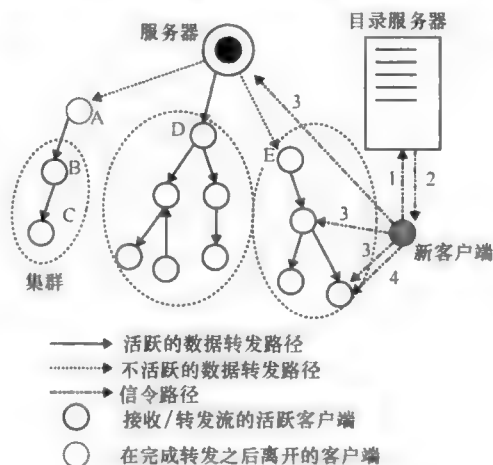 服务器
目录服务器
3
A
D
B
E
1
2
C
3
3
新客户端
4
集群
活跃的数据转发路径
不活跃的数据转发路径
信令路径
接收/转发流的活跃客户端
在完成转发之后离开的客户端